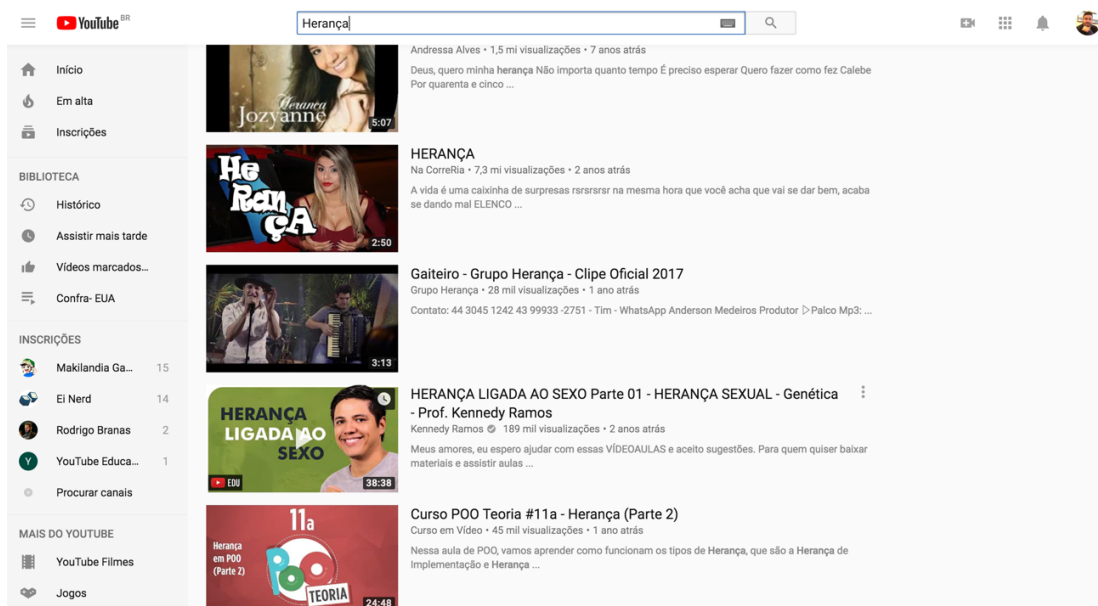 YouTube BR
Herança
Início
Em alta
Inscrições
BIBLIOTECA
Histórico
Assistir mais tarde
Vídeos marcados...
Confra- EUA
INSCRIÇÕES
Makilandia Ga... 15
Ei Nerd 14
Rodrigo Branas 2
Y YouTube Educa... 1
Procurar canais
MAIS DO YOUTUBE
YouTube Filmes
Jogos
Herança
Jozyanne
5:07
Andressa Alves • 1,5 mi visualizações • 7 anos atrás
Deus, quero minha herança Não importa quanto tempo É preciso esperar Quero fazer como fez Calebe
Por quarenta e cinco ...
He
Ran
çA
2:50
HERANÇA
Na CorreRia • 7,3 mi visualizações • 2 anos atrás
A vida é uma caixinha de surpresas rsrsrsrsr na mesma hora que você acha que vai se dar bem, acaba
se dando mal ELENCO ...
3:13
Gaiteiro - Grupo Herança - Clipe Oficial 2017
Grupo Herança • 28 mil visualizações • 1 ano atrás
Contato: 44 3045 1242 43 99933 -2751 - Tim - WhatsApp Anderson Medeiros Produtor ▷Palco Mp3: ...
HERANÇA
LIGADA AO
SEXO
EDU
38:38
HERANÇA LIGADA AO SEXO Parte 01 - HERANÇA SEXUAL - Genética
- Prof. Kennedy Ramos
Kennedy Ramos 189 mil visualizações • 2 anos atrás
Meus amores, eu espero ajudar com essas VÍDEOAULAS e aceito sugestões. Para quem quiser baixar
materiais e assistir aulas ...
11a
Herança
em POO
(Parte 2)
POO
TEORIA
24:48
Curso POO Teoria #11a - Herança (Parte 2)
Curso em Vídeo • 45 mil visualizações • 1 ano atrás
Nessa aula de POO, vamos aprender como funcionam os tipos de Herança, que são a Herança de
Implementação e Herança ...